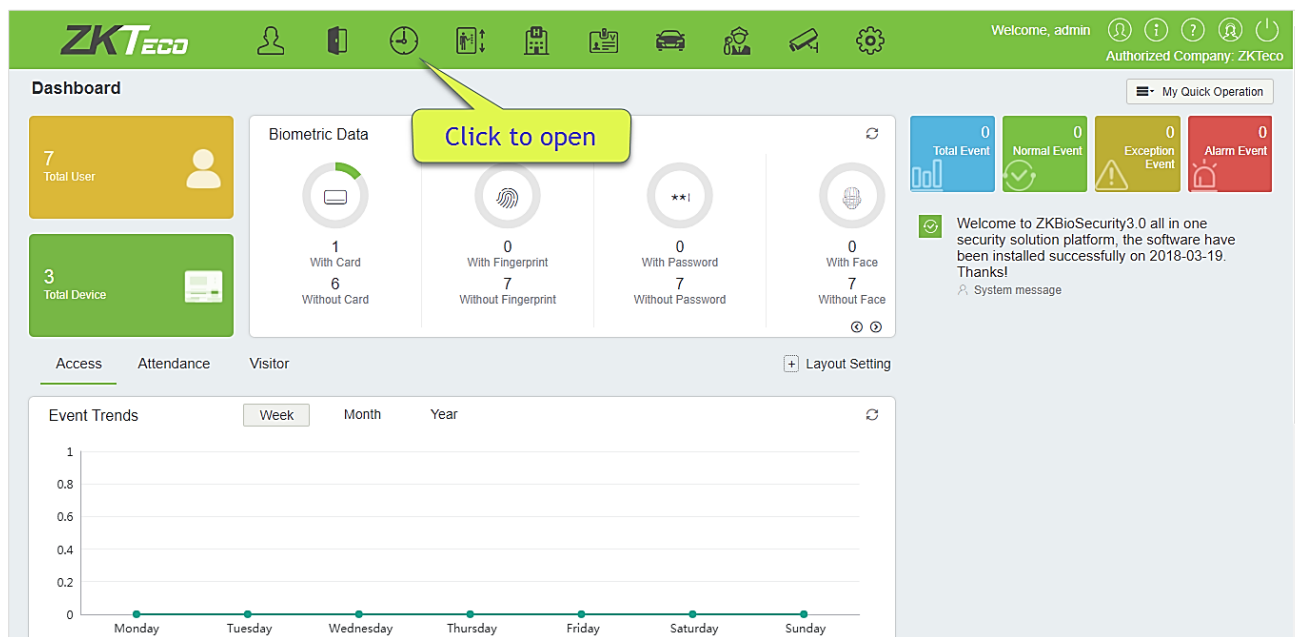 ZKTECO
Welcome, admin
Authorized Company: ZKTeco
Dashboard
My Quick Operation
Click to open
7
Total User
3
Total Device
Biometric Data
1
With Card
6
Without Card
0
With Fingerprint
7
Without Fingerprint
**|
0
With Password
7
Without Password
0
With Face
7
Without Face
0
Total Event
0
Normal Event
0
Exception
Event
0
Alarm Event
Welcome to ZKBioSecurity3.0 all in one
security solution platform, the software have
been installed successfully on 2018-03-19.
Thanks!
System message
Access
Attendance
Visitor
Layout Setting
Event Trends
Week
Month
Year
1
0.8
0.6
0.4
0.2
0
Monday
Tuesday
Wednesday
Thursday
Friday
Saturday
Sunday